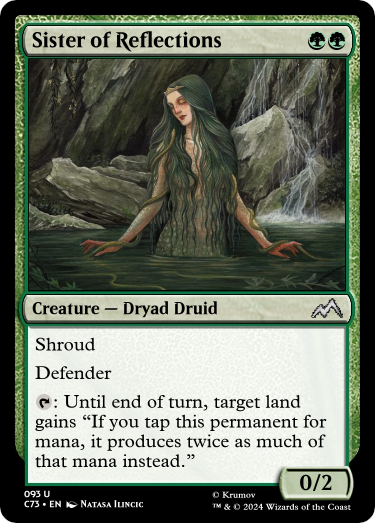 Sister of Reflections
Creature — Dryad Druid
Shroud
Defender
: Until end of turn, target land
gains “If you tap this permanent for
mana, it produces twice as much of
that mana instead.”
0/2
093 U
C73 • EN Natasa Ilincic
© Krumov
™ & © 2024 Wizards of the Coast